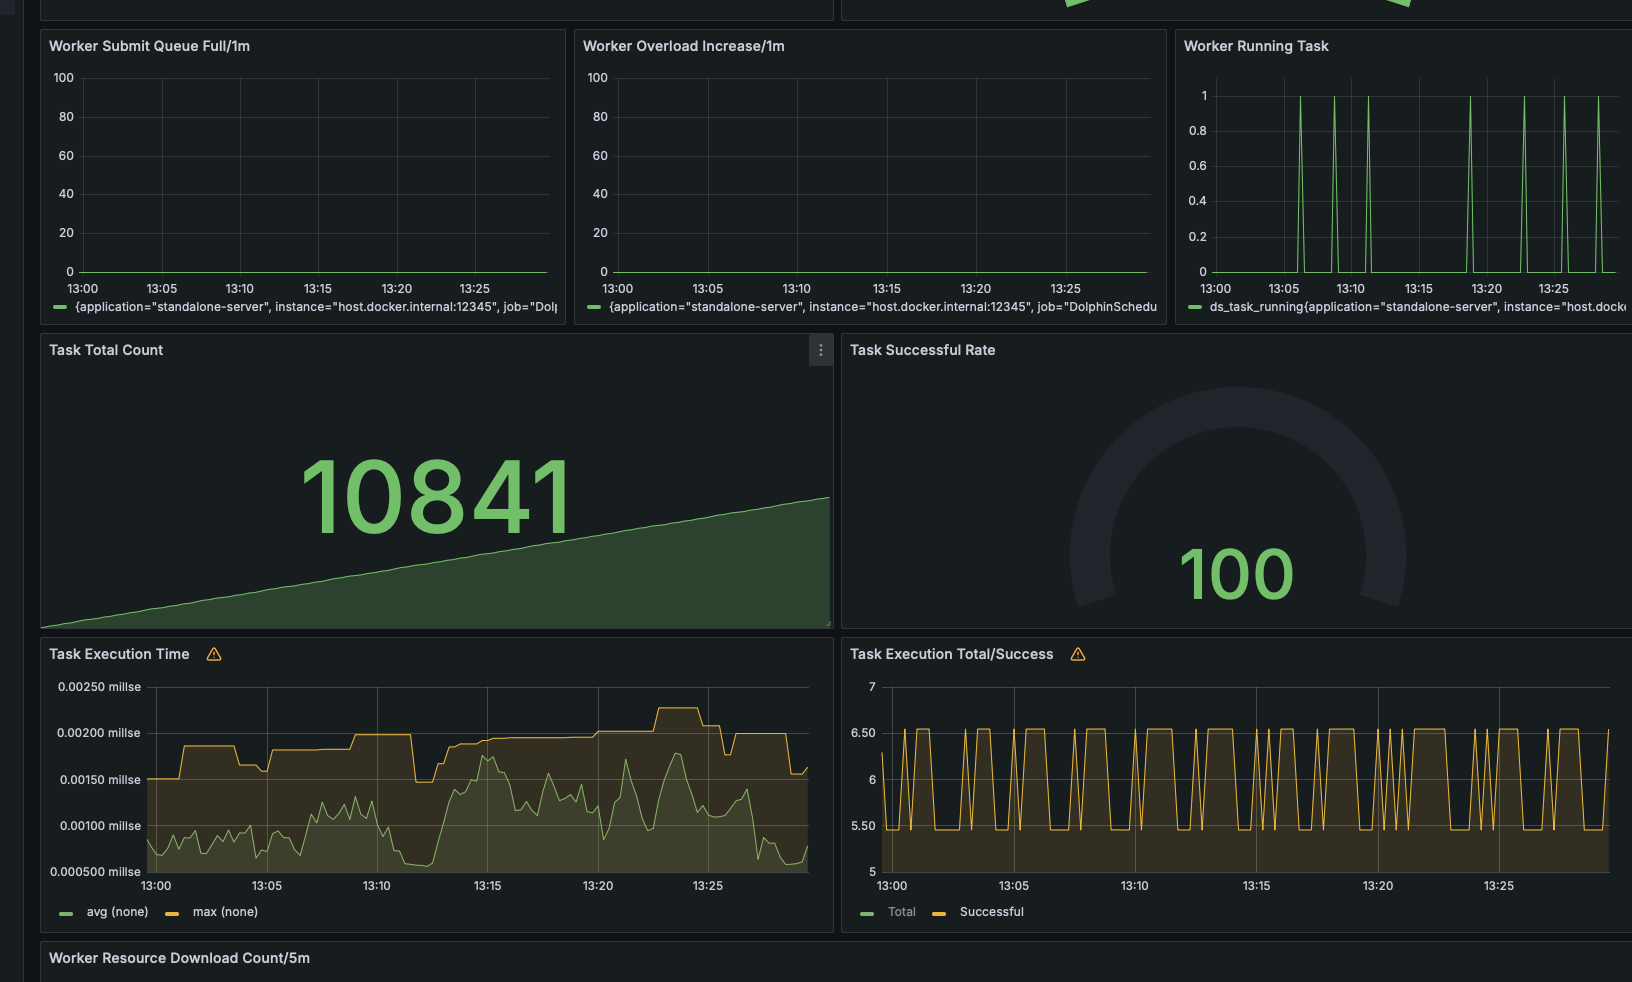 Worker Submit Queue Full/1m
100
80
60
40
20
0
13:00 13:05 13:10 13:15 13:20 13:25
{application="standalone-server", instance="host.docker.internal:12345", job="Dolp
Worker Overload Increase/1m
100
80
60
40
20
0
13:00 13:05 13:10 13:15 13:20 13:25
{application="standalone-server", instance="host.docker.internal:12345", job="DolphinSchedu
Worker Running Task
1
0.8
0.6
0.4
0.2
0
13:00 13:05 13:10 13:15 13:20 13:25
ds_task_running{application="standalone-server", instance="host.docke
Task Total Count
10841
Task Successful Rate
100
Task Execution Time
0.00250 millse
0.00200 millse
0.00150 millse
0.00100 millse
0.000500 millse
13:00 13:05 13:10 13:15 13:20 13:25
avg (none) max (none)
Task Execution Total/Success
7
6.50
6
5.50
5
13:00 13:05 13:10 13:15 13:20 13:25
Total Successful
Worker Resource Download Count/5m